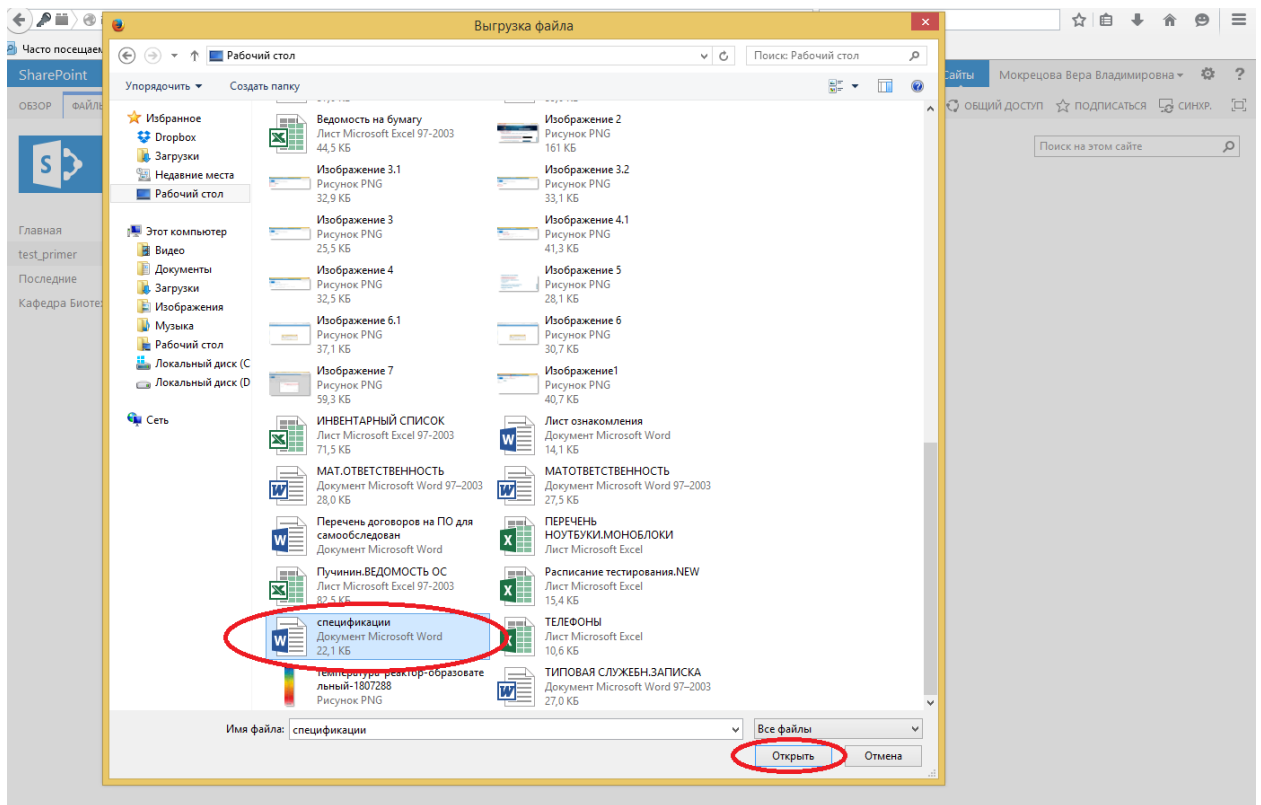 Выгрузка файла
Часто посещаем
Рабочий стол
Поиск: Рабочий стол
SharePoint
Сайты
Мокрецова Вера Владимировна
?
Упорядочить
Создать папку
ОБЗОР
ФАЙЛЫ
ОБЩИЙ ДОСТУП
ПОДПИСАТЬСЯ
СИНХР.
Поиск на этом сайте
S
Главная
test_primer
Последние
Кафедра Биоте
Избранное
Dropbox
Загрузки
Недавние места
Рабочий стол
Этот компьютер
Видео
Документы
Загрузки
Изображения
Музыка
Рабочий стол
Локальный диск (C
Локальный диск (D
Сеть
Ведомость на бумагу
Лист Microsoft Excel 97-2003
44,5 КБ
Изображение 2
Рисунок PNG
161 КБ
Изображение 3.1
Рисунок PNG
32,9 КБ
Изображение 3.2
Рисунок PNG
33,1 КБ
Изображение 3
Рисунок PNG
25,5 КБ
Изображение 4.1
Рисунок PNG
41,3 КБ
Изображение 4
Рисунок PNG
32,5 КБ
Изображение 5
Рисунок PNG
28,1 КБ
Изображение 6.1
Рисунок PNG
37,1 КБ
Изображение 6
Рисунок PNG
30,7 КБ
Изображение 7
Рисунок PNG
59,3 КБ
Изображение1
Рисунок PNG
40,7 КБ
ИНВЕНТАРНЫЙ СПИСОК
Лист Microsoft Excel 97-2003
71,5 КБ
Лист ознакомления
Документ Microsoft Word
14,1 КБ
МАТ.ОТВЕТСТВЕННОСТЬ
Документ Microsoft Word 97–2003
28,0 КБ
МАТОТВЕТСТВЕННОСТЬ
Документ Microsoft Word 97–2003
27,5 КБ
Перечень договоров на ПО для
самообследован
Документ Microsoft Word
ПЕРЕЧЕНЬ
НОУТБУКИ.МОНОБЛОКИ
Лист Microsoft Excel
Пучинин.ВЕДОМОСТЬ ОС
Лист Microsoft Excel 97-2003
82,5 КБ
Расписание тестирования.NEW
Лист Microsoft Excel
15,4 КБ
спецификации
Документ Microsoft Word
22,1 КБ
ТЕЛЕФОНЫ
Лист Microsoft Excel
10,6 КБ
температура-реактор-образовате
льный-1807288
Рисунок PNG
ТИПОВАЯ СЛУЖЕБН.ЗАПИСКА
Документ Microsoft Word 97–2003
27,0 КБ
Имя файла:
спецификации
Все файлы
Открыть
Отмена